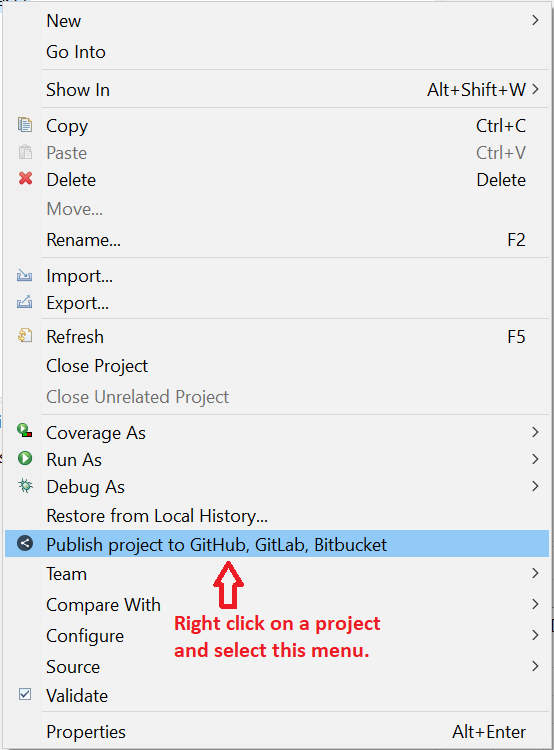 New
Go Into
Show In Alt+Shift+W
Copy Ctrl+C
Paste Ctrl+V
Delete Delete
Move...
Rename... F2
Import...
Export...
Refresh F5
Close Project
Close Unrelated Project
Coverage As
Run As
Debug As
Restore from Local History...
Publish project to GitHub, GitLab, Bitbucket
Team
Compare With
Right click on a project
and select this menu.
Configure
Source
Validate
Properties Alt+Enter